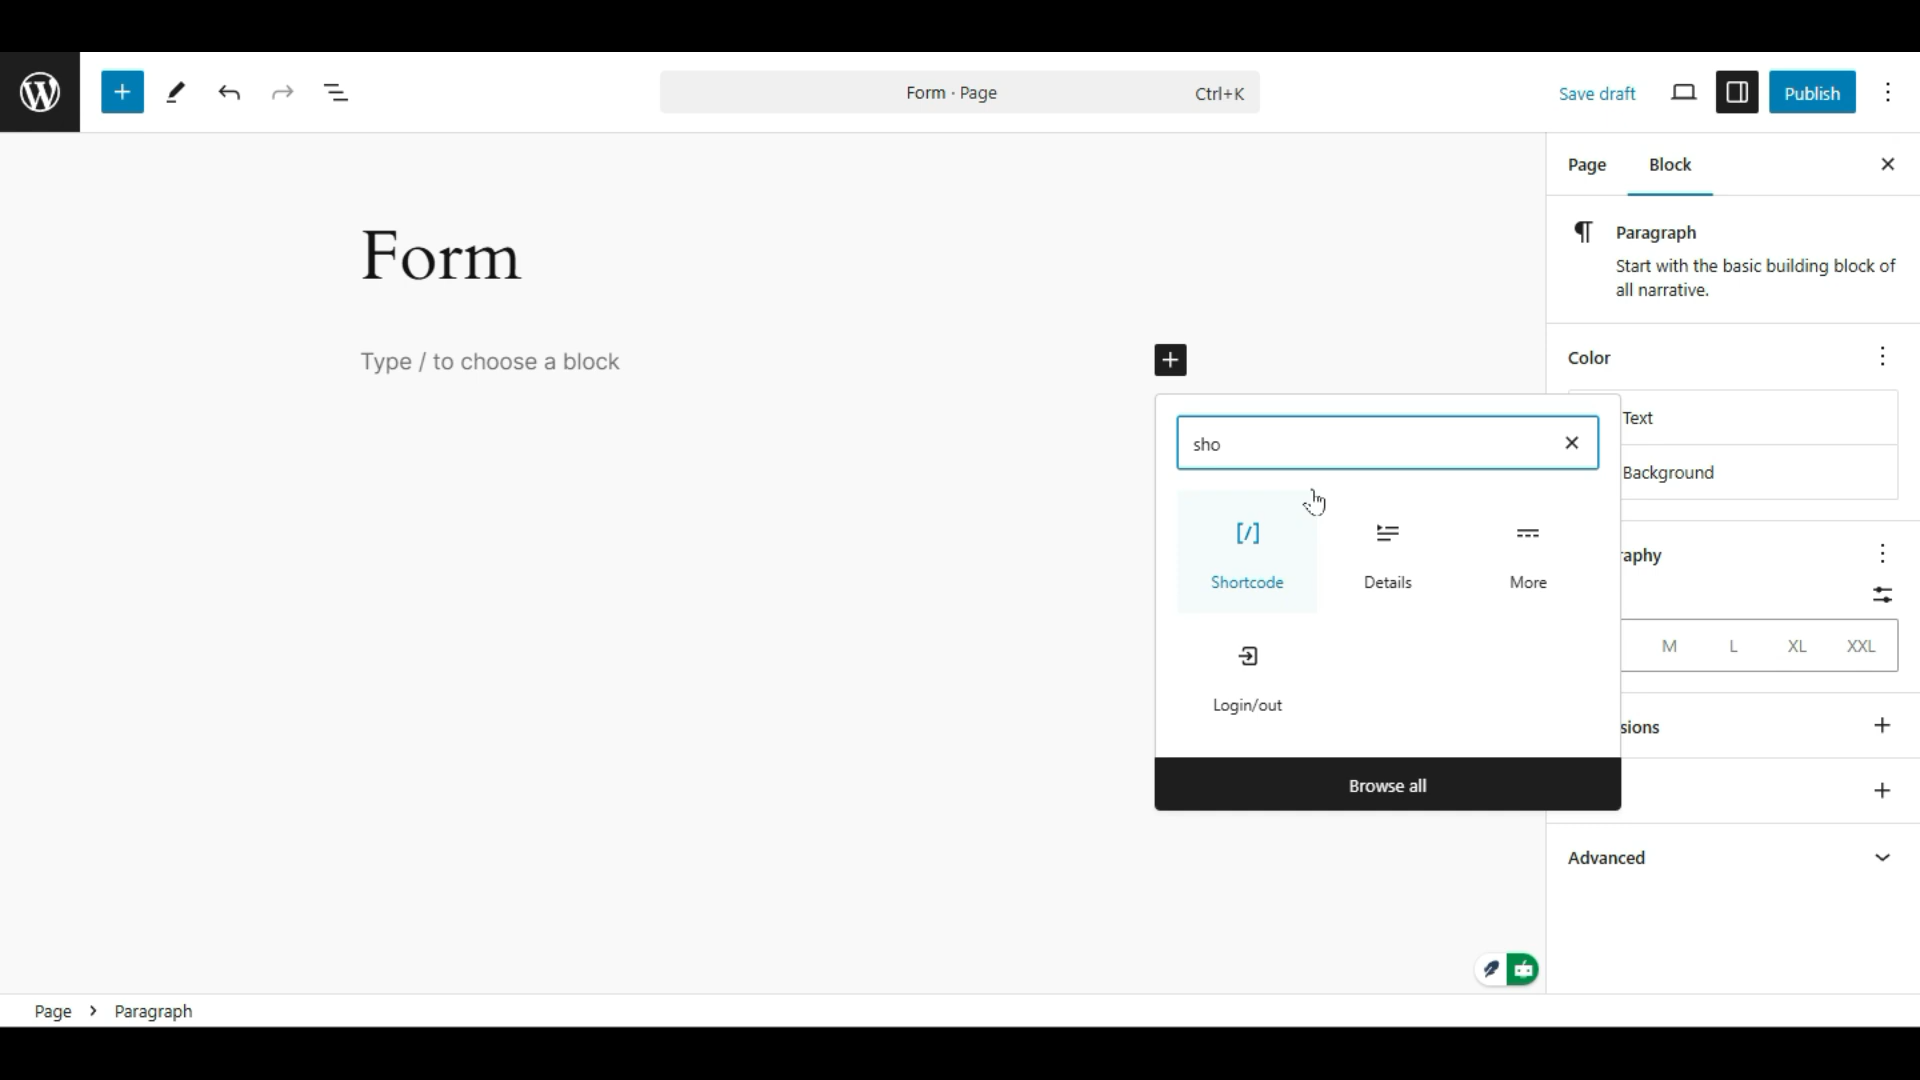 Form · Page Ctrl+K
Save draft
Publish
Page Block
Paragraph
Start with the basic building block of
all narrative.
Form
Type / to choose a block
Color
Text
Background
sho
Shortcode Details More
Login/out
Browse all
raphy
M L XL XXL
sions
Advanced
Page > Paragraph